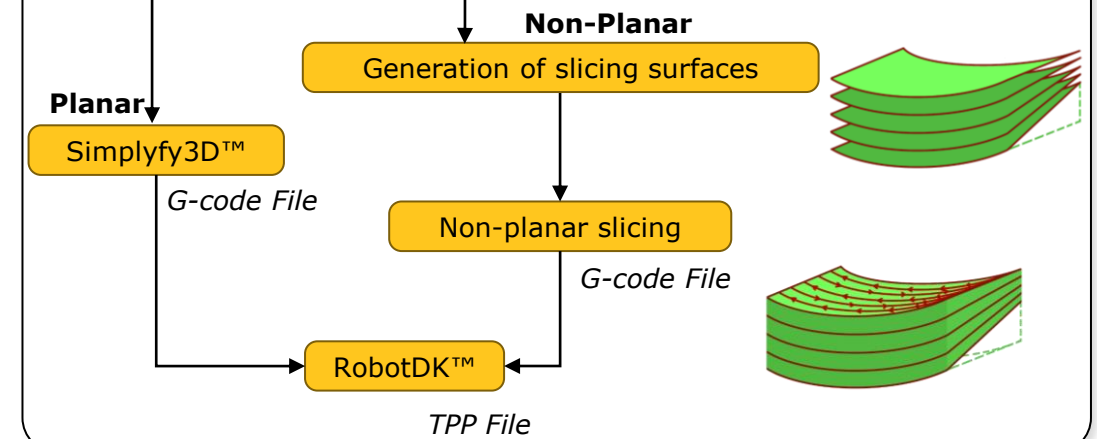 Non-Planar
Generation of slicing surfaces
Planar
Simplyfy3D™
G-code File
Non-planar slicing
G-code File
RobotDK™
TPP File